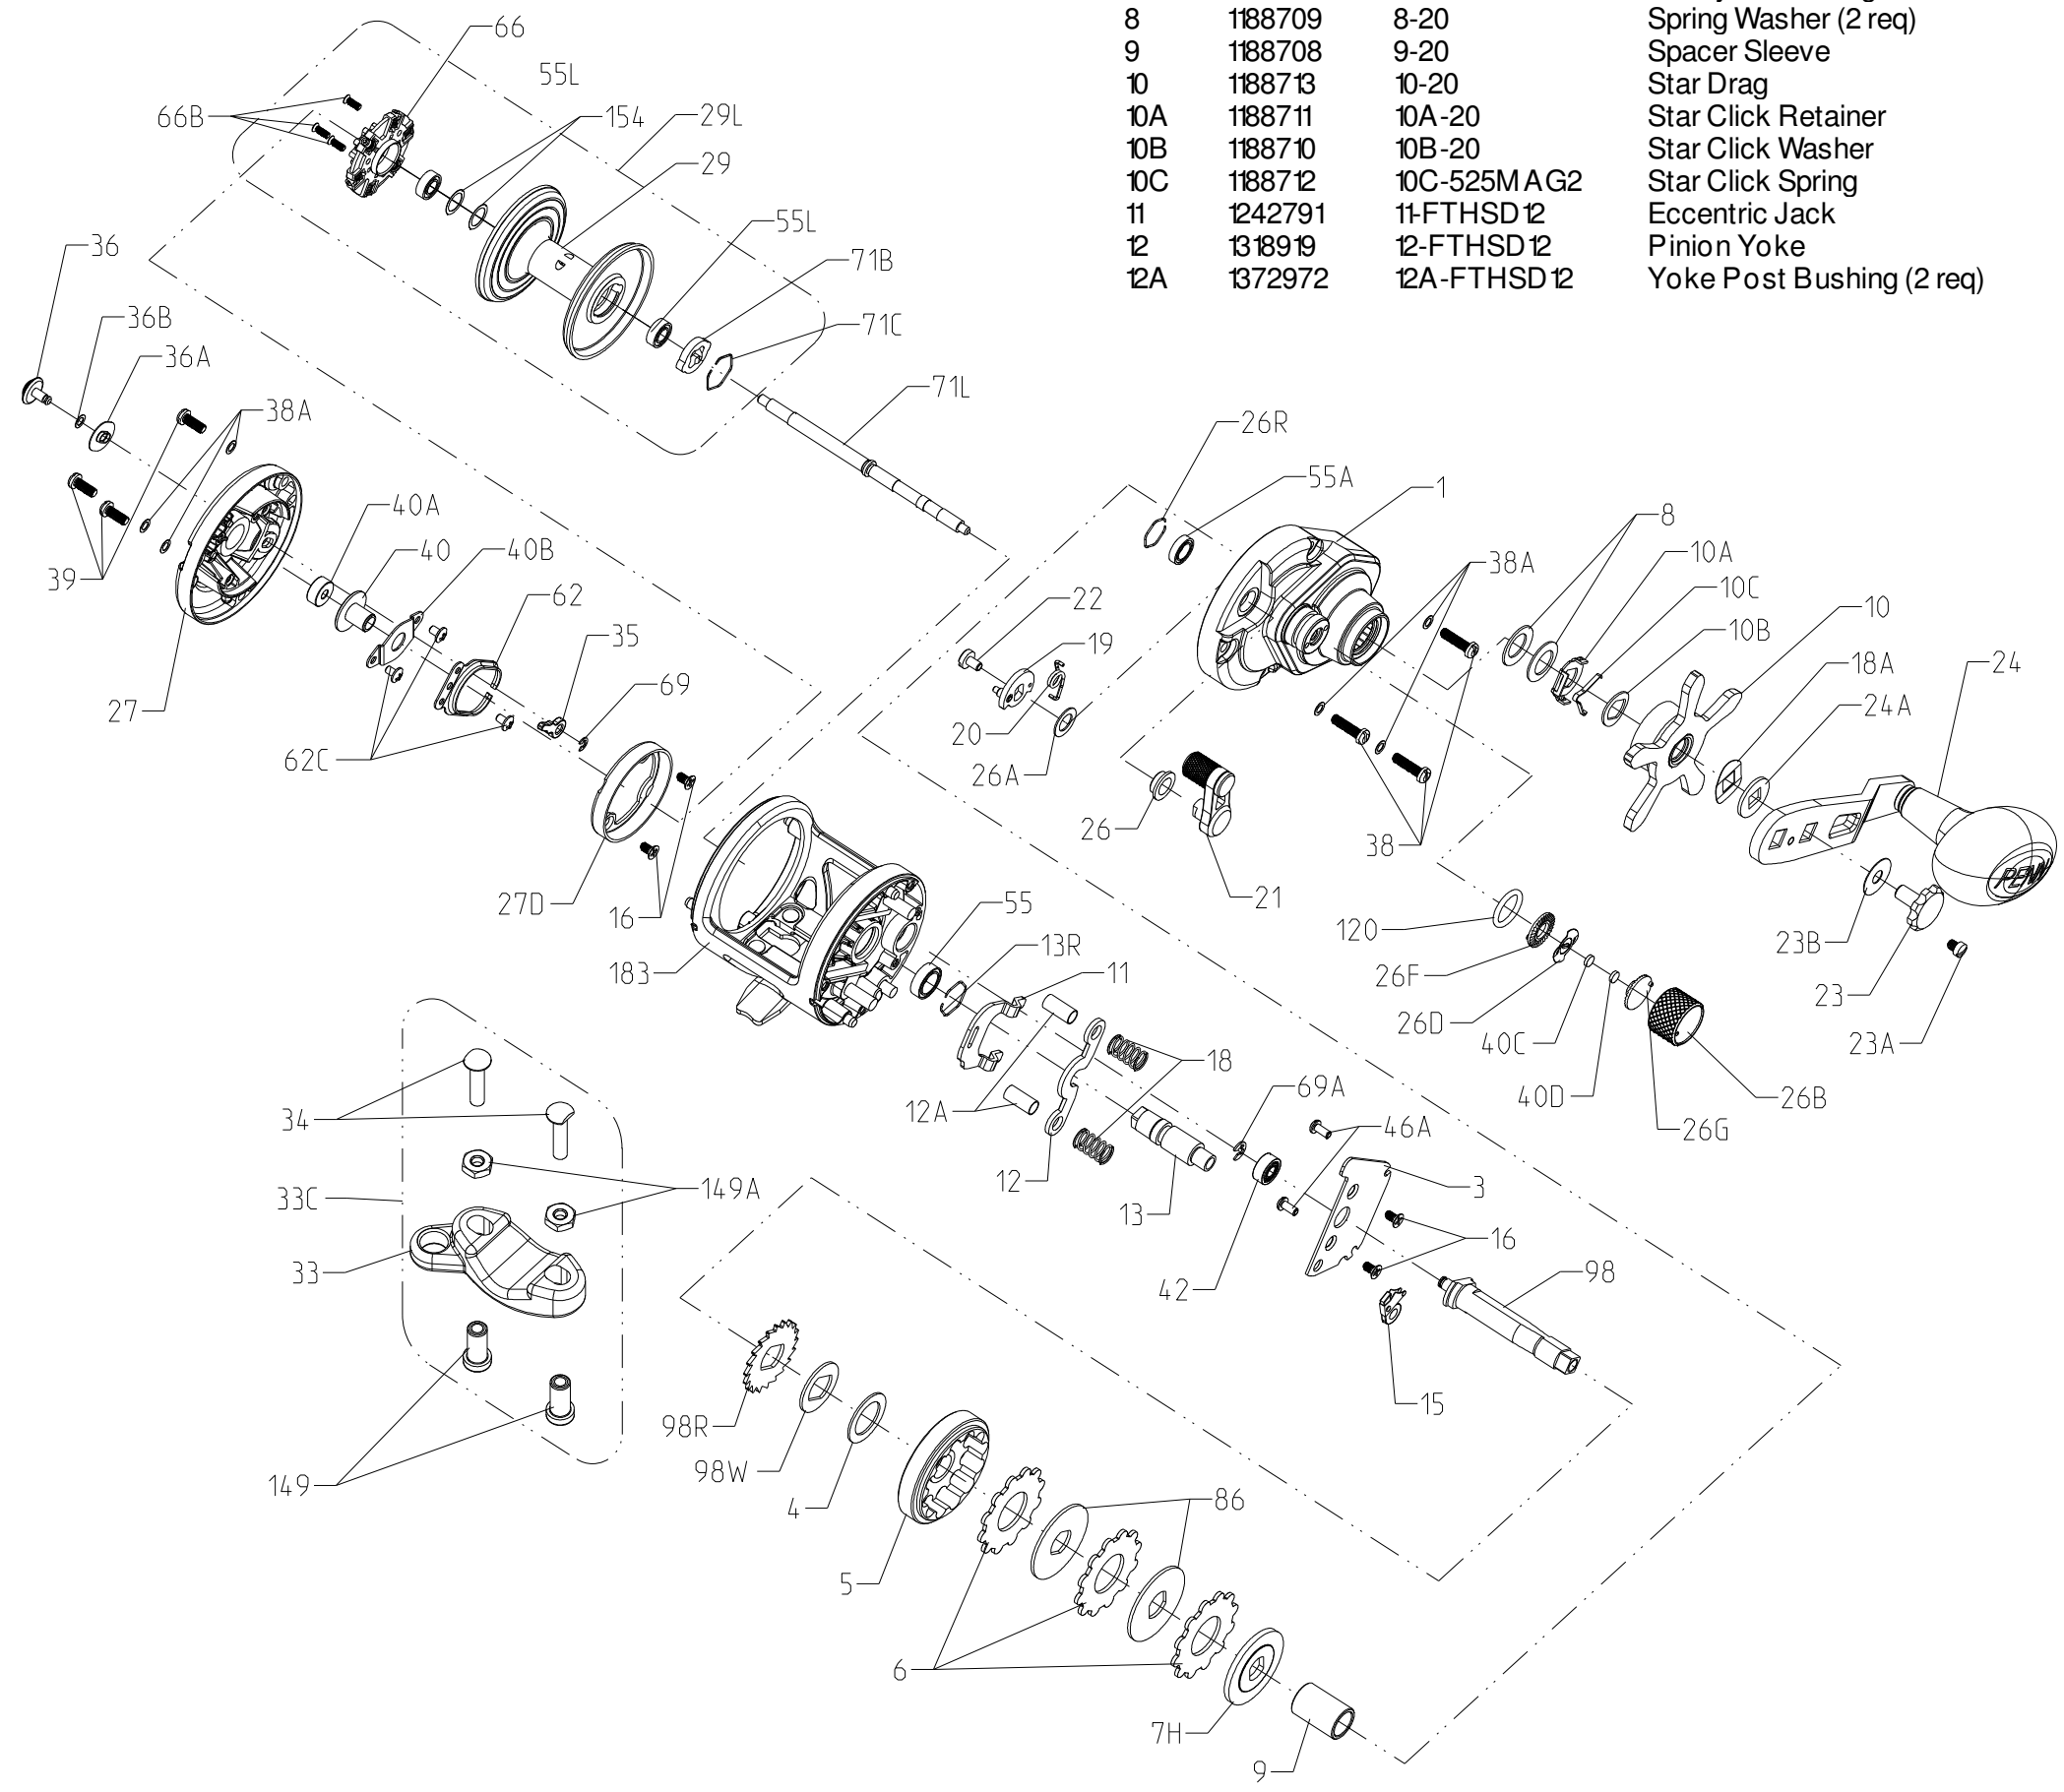 8 1188709 8-20 Spring Washer (2 req)
9 1188708 9-20 Spacer Sleeve
10 1188713 10-20 Star Drag
10A 1188711 10A-20 Star Click Retainer
10B 1188710 10B-20 Star Click Washer
10C 1188712 10C-525MAG2 Star Click Spring
11 1242791 11-FTHSD12 Eccentric Jack
12 1318919 12-FTHSD12 Pinion Yoke
12A 1372972 12A-FTHSD12 Yoke Post Bushing (2 req)
66
55L
66B
154
29L
29
55L
71B
71C
71L
36
36B
36A
38A
39
27
40A
40
40B
62
35
69
62C
27D
16
183
26R
55A
1
8
10A
10C
10B
10
18A
24A
24
38A
22
19
20
26A
26
21
38
120
26F
26D
40C
40D
26G
26B
23B
23
23A
PENN
55
13R
11
12A
18
12
13
69A
46A
42
3
16
98
15
34
149A
33C
33
149
98R
98W
4
5
86
6
7H
9